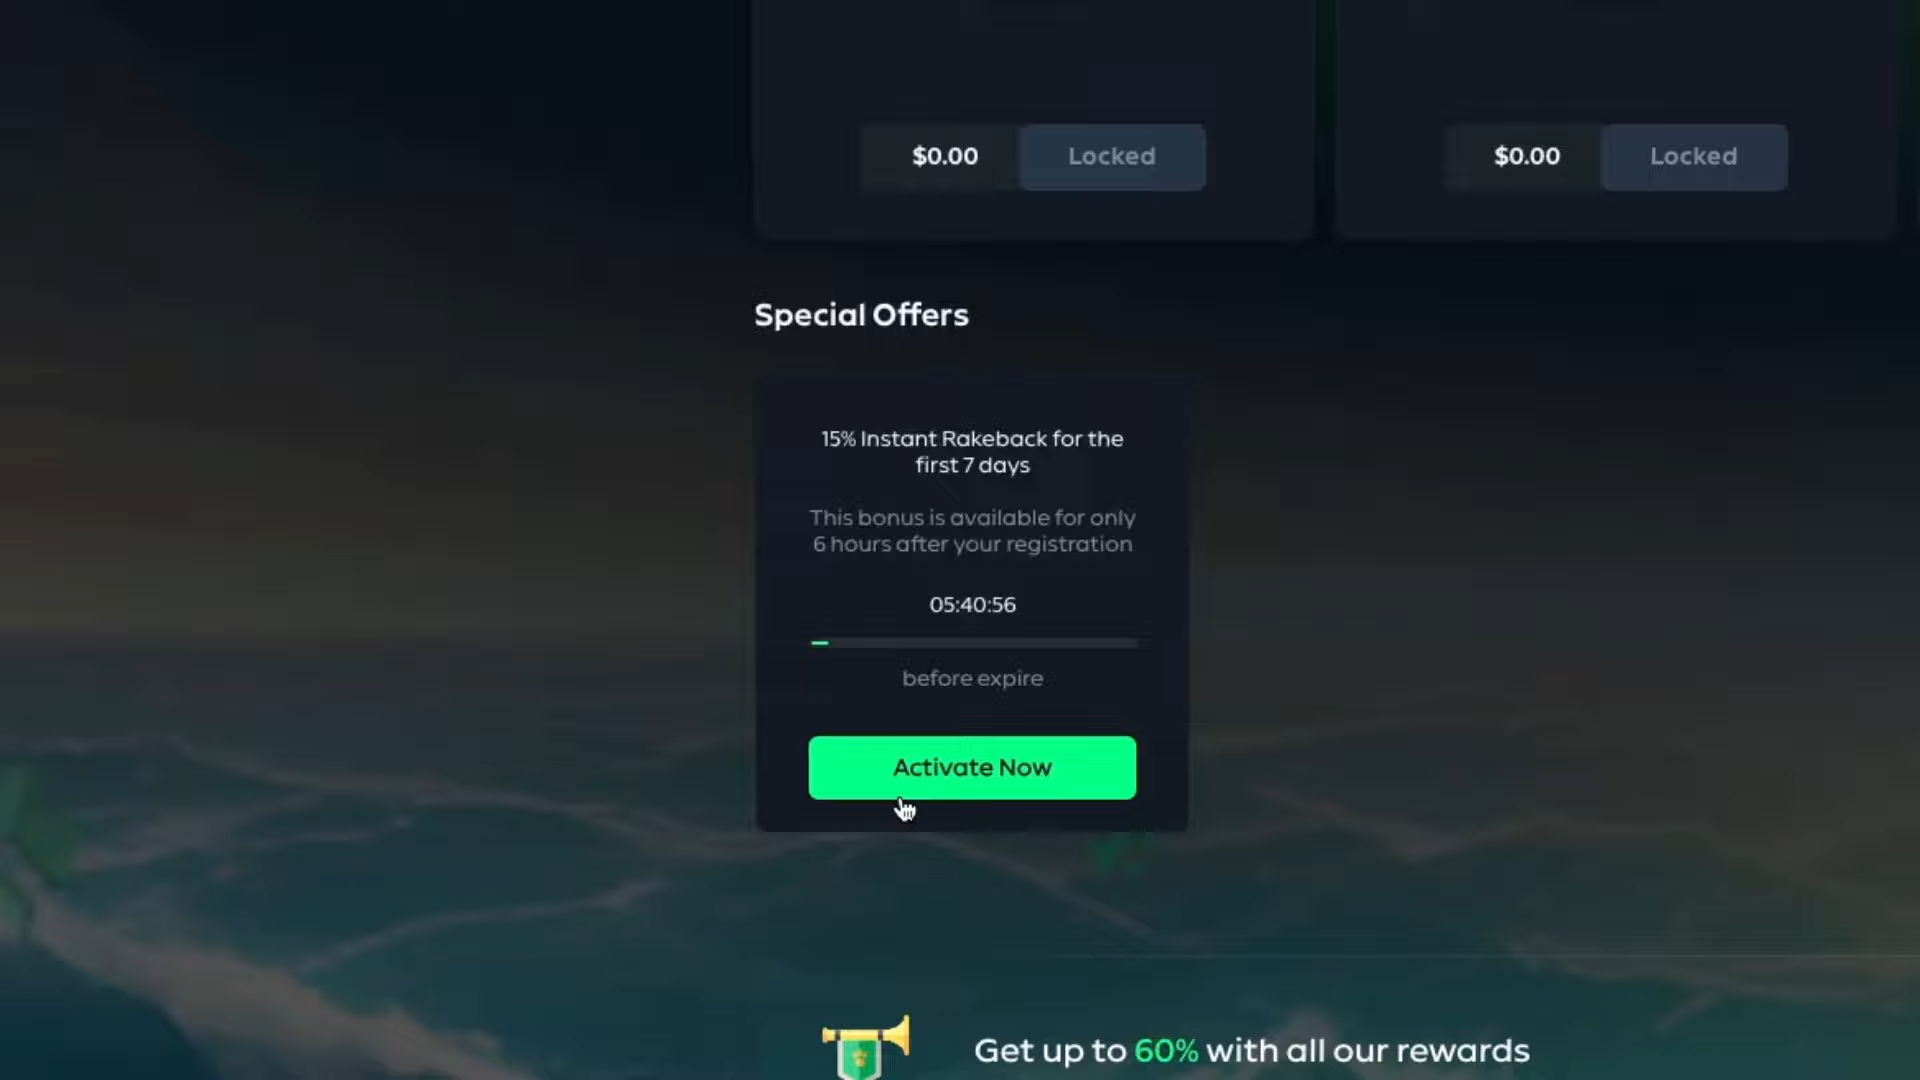 $0.00 Locked $0.00 Locked
Special Offers
15% Instant Rakeback for the
first 7 days
This bonus is available for only
6 hours after your registration
05:40:56
before expire
Activate Now
Get up to 60% with all our rewards